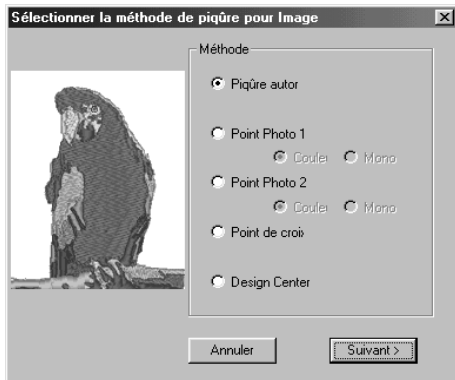 Sélectionner la méthode de piqûre pour Image
Méthode
Piqûre autor
Point Photo 1
Couleı Mono
Point Photo 2
Couleı Mono
Point de croi
Design Center
Annuler Suivant >